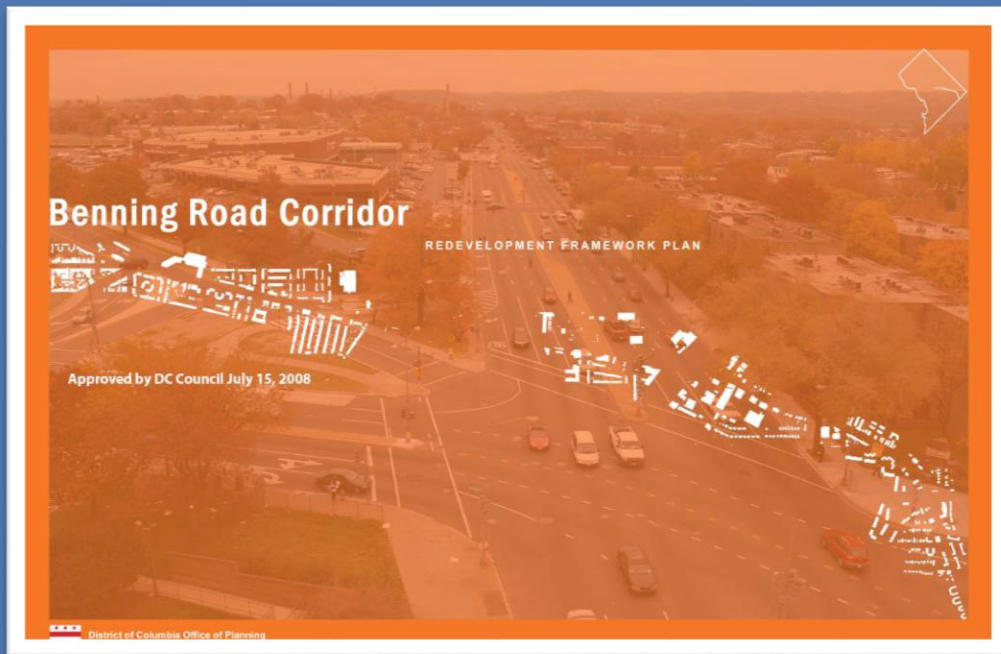 Benning Road Corridor
REDEVELOPMENT FRAMEWORK PLAN
Approved by DC Council July 15, 2008
District of Columbia Office of Planning